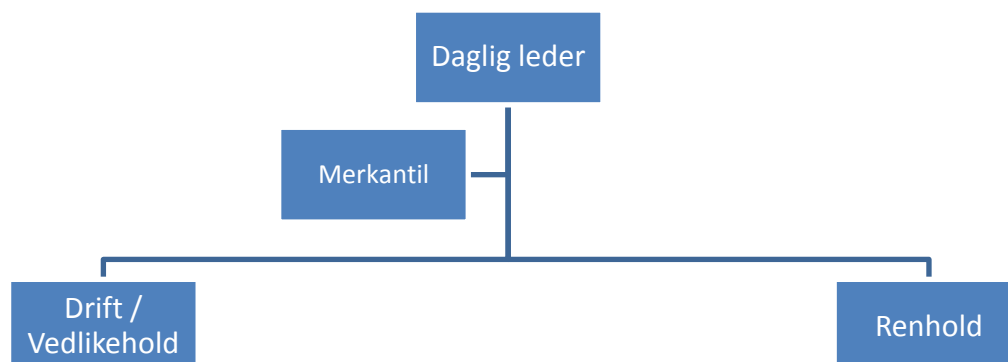 Daglig leder
Merkantil
Drift /
Vedlikehold
Renhold